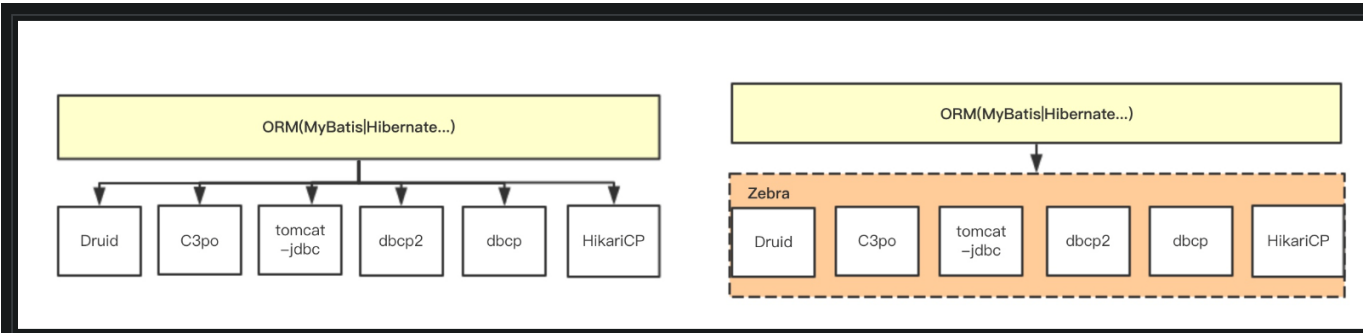 ORM(MyBatis|Hibernate...)
Druid
C3po
tomcat
-jdbc
dbcp2
dbcp
HikariCP
ORM(MyBatis|Hibernate...)
Zebra
Druid
C3po
tomcat
-jdbc
dbcp2
dbcp
HikariCP